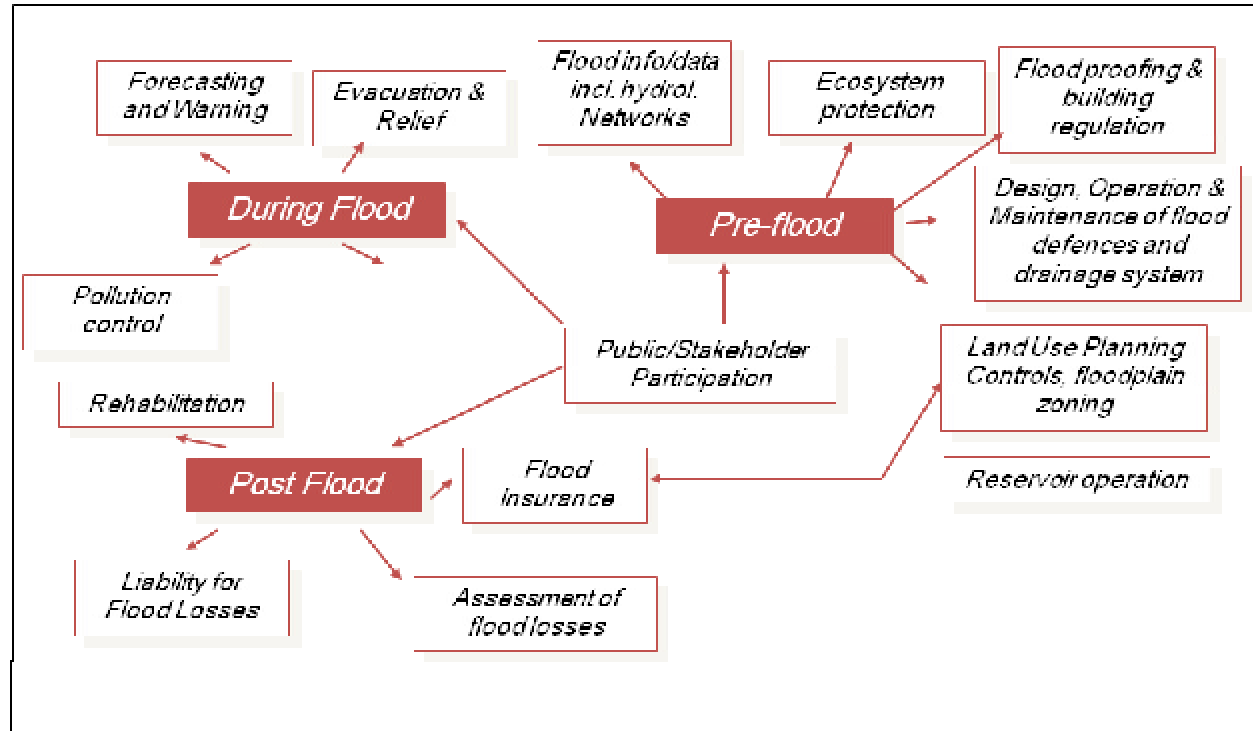 Forecasting
and Warning
Evacuation &
Relief
Flood info/data
incl. hydrol.
Networks
Ecosystem
protection
Flood proofing &
building
regulation
During Flood
Pre-flood
Design, Operation &
Maintenance of flood
defences and
drainage system
Pollution
control
Public/Stakeholder
Participation
Land Use Planning
Controls, floodplain
zoning
Rehabilitation
Post Flood
Flood
insurance
Reservoir operation
Liability for
Flood Losses
Assessment of
flood losses